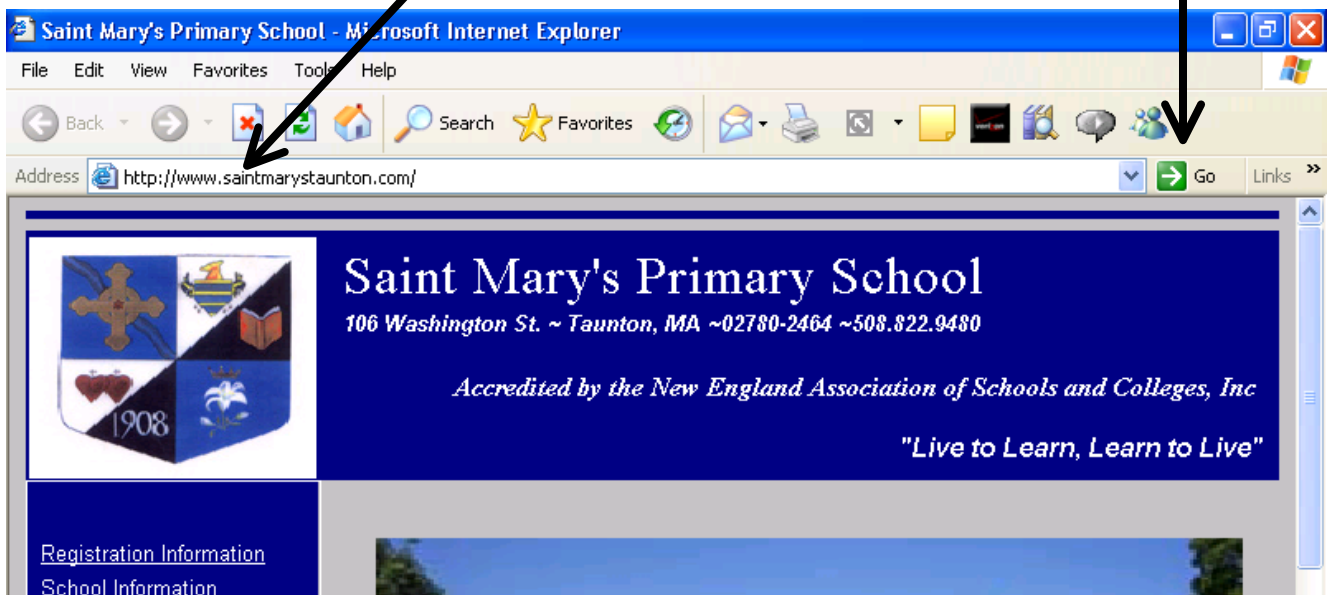 Saint Mary's Primary School - Microsoft Internet Explorer
File Edit View Favorites Tools Help
Back Search Favorites
Address http://www.saintmarystaunton.com/ Go Links »
Saint Mary's Primary School
106 Washington St. ~ Taunton, MA ~02780-2464 ~508.822.9480
Accredited by the New England Association of Schools and Colleges, Inc
"Live to Learn, Learn to Live"
1908
Registration Information
School Information